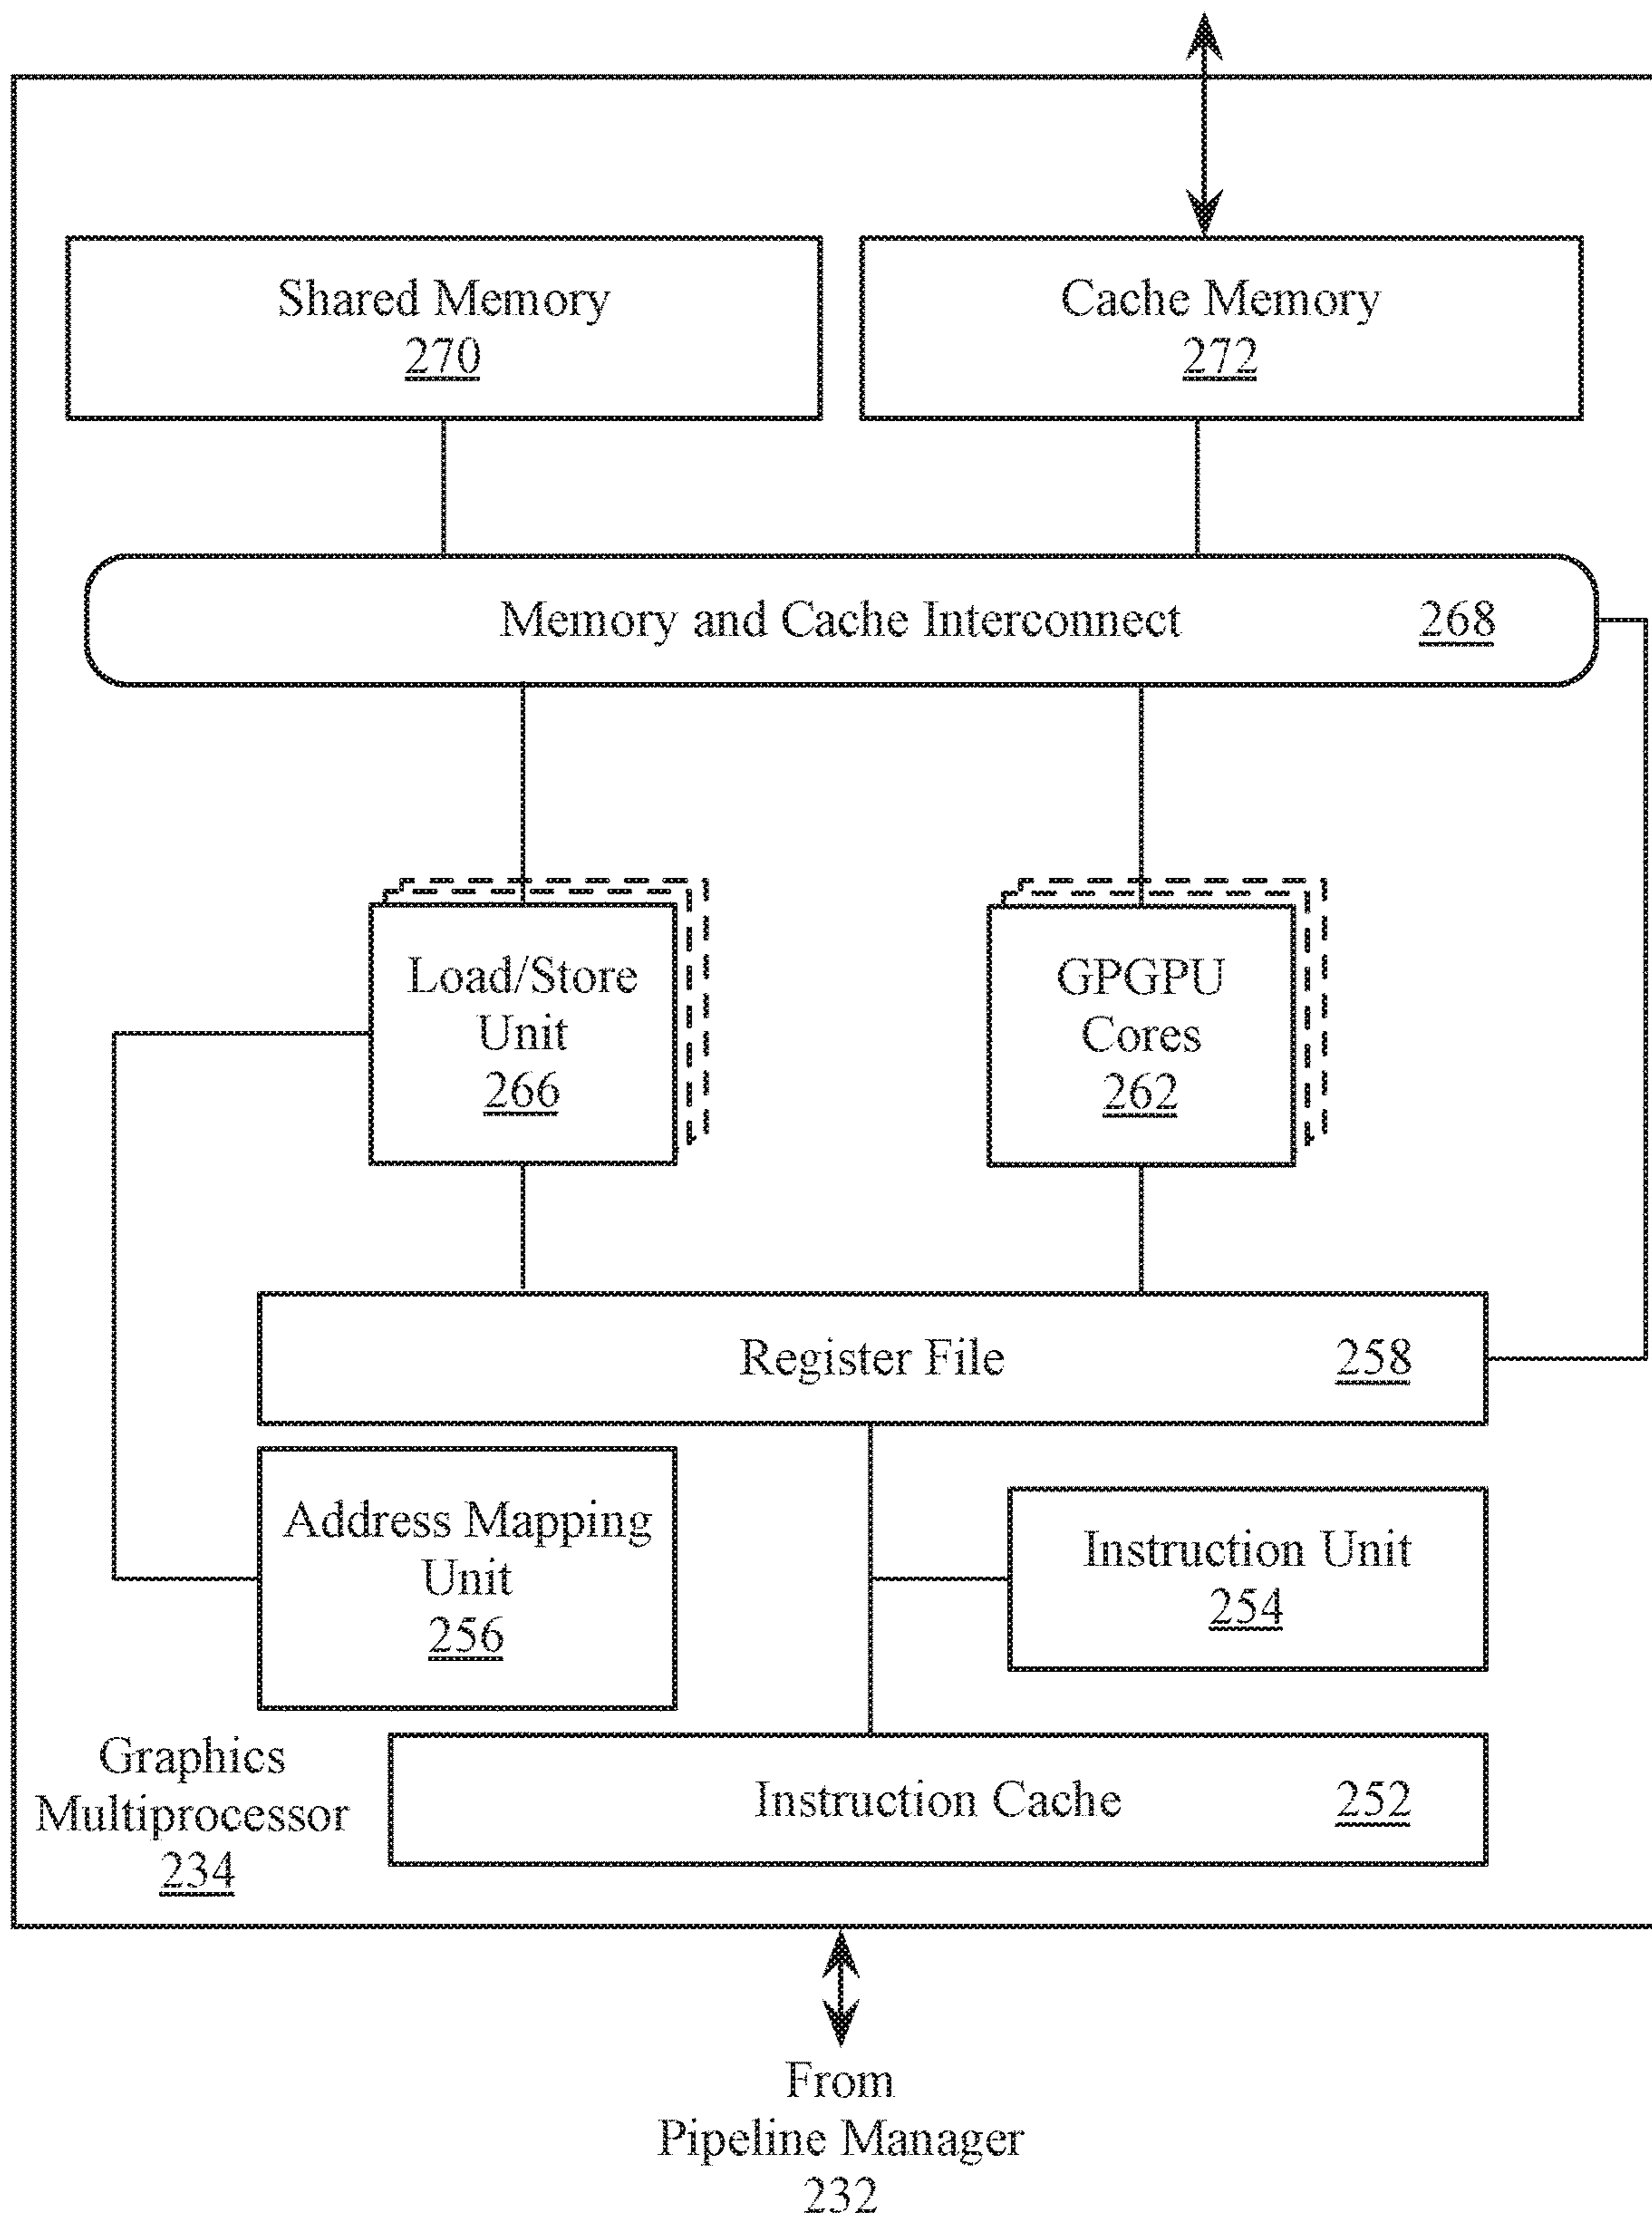 Shared Memory
270
Cache Memory
272
Memory and Cache Interconnect 268
Load/Store
Unit
266
GPGPU
Cores
262
Register File 258
Address Mapping
Unit
256
Instruction Unit
254
Graphics
Multiprocessor
234
Instruction Cache 252
From
Pipeline Manager
232